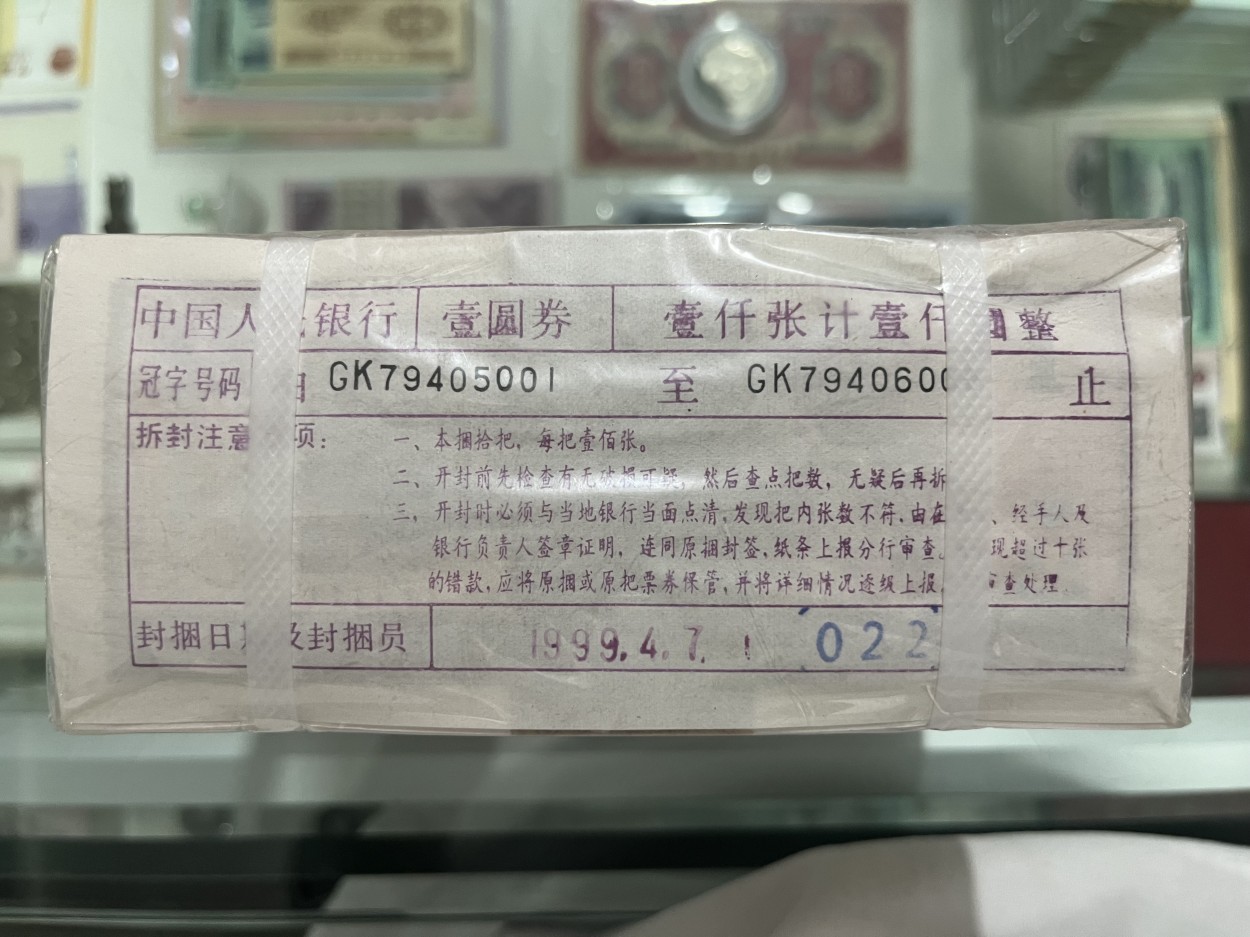 中国人 银行 壹圆券 壹仟张计壹仟 整
冠字号码 GK79405001 至 GK7940600 止
拆封注意 项：
一、本捆拾把，每把壹佰张。
二、开封前先检查有无破损可疑，然后查点把数，无疑后再拆
三、开封时必须与当地银行当面点清，发现把内张数不符，由在 、经手人及
银行负责人签章证明，连同原捆封签，纸条上报分行审查。 现超过十张
的错款，应将原捆或原把票券保管，并将详细情况逐级上报， 审查处理
封捆日 及封捆员 1999.4.7. 022